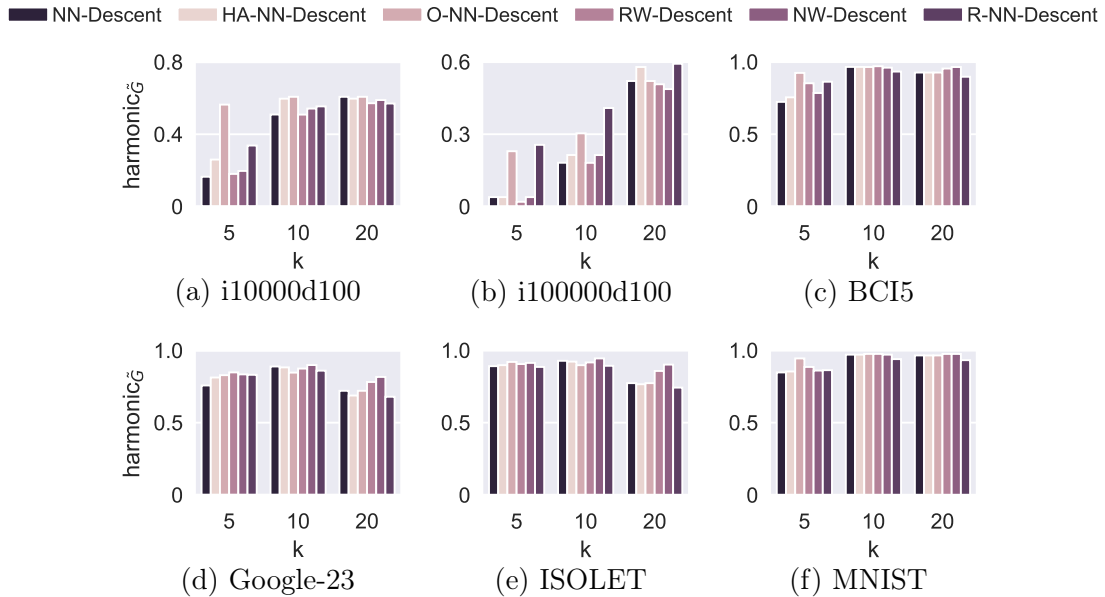 NN-Descent HA-NN-Descent O-NN-Descent RW-Descent NW-Descent R-NN-Descent
harmonic_G̃
0.8
0.4
0
5 10 20
k
(a) i10000d100
0.6
0.3
0
5 10 20
k
(b) i100000d100
1.0
0.5
0
5 10 20
k
(c) BCI5
harmonic_G̃
1.0
0.5
0
5 10 20
k
(d) Google-23
1.0
0.5
0
5 10 20
k
(e) ISOLET
1.0
0.5
0
5 10 20
k
(f) MNIST